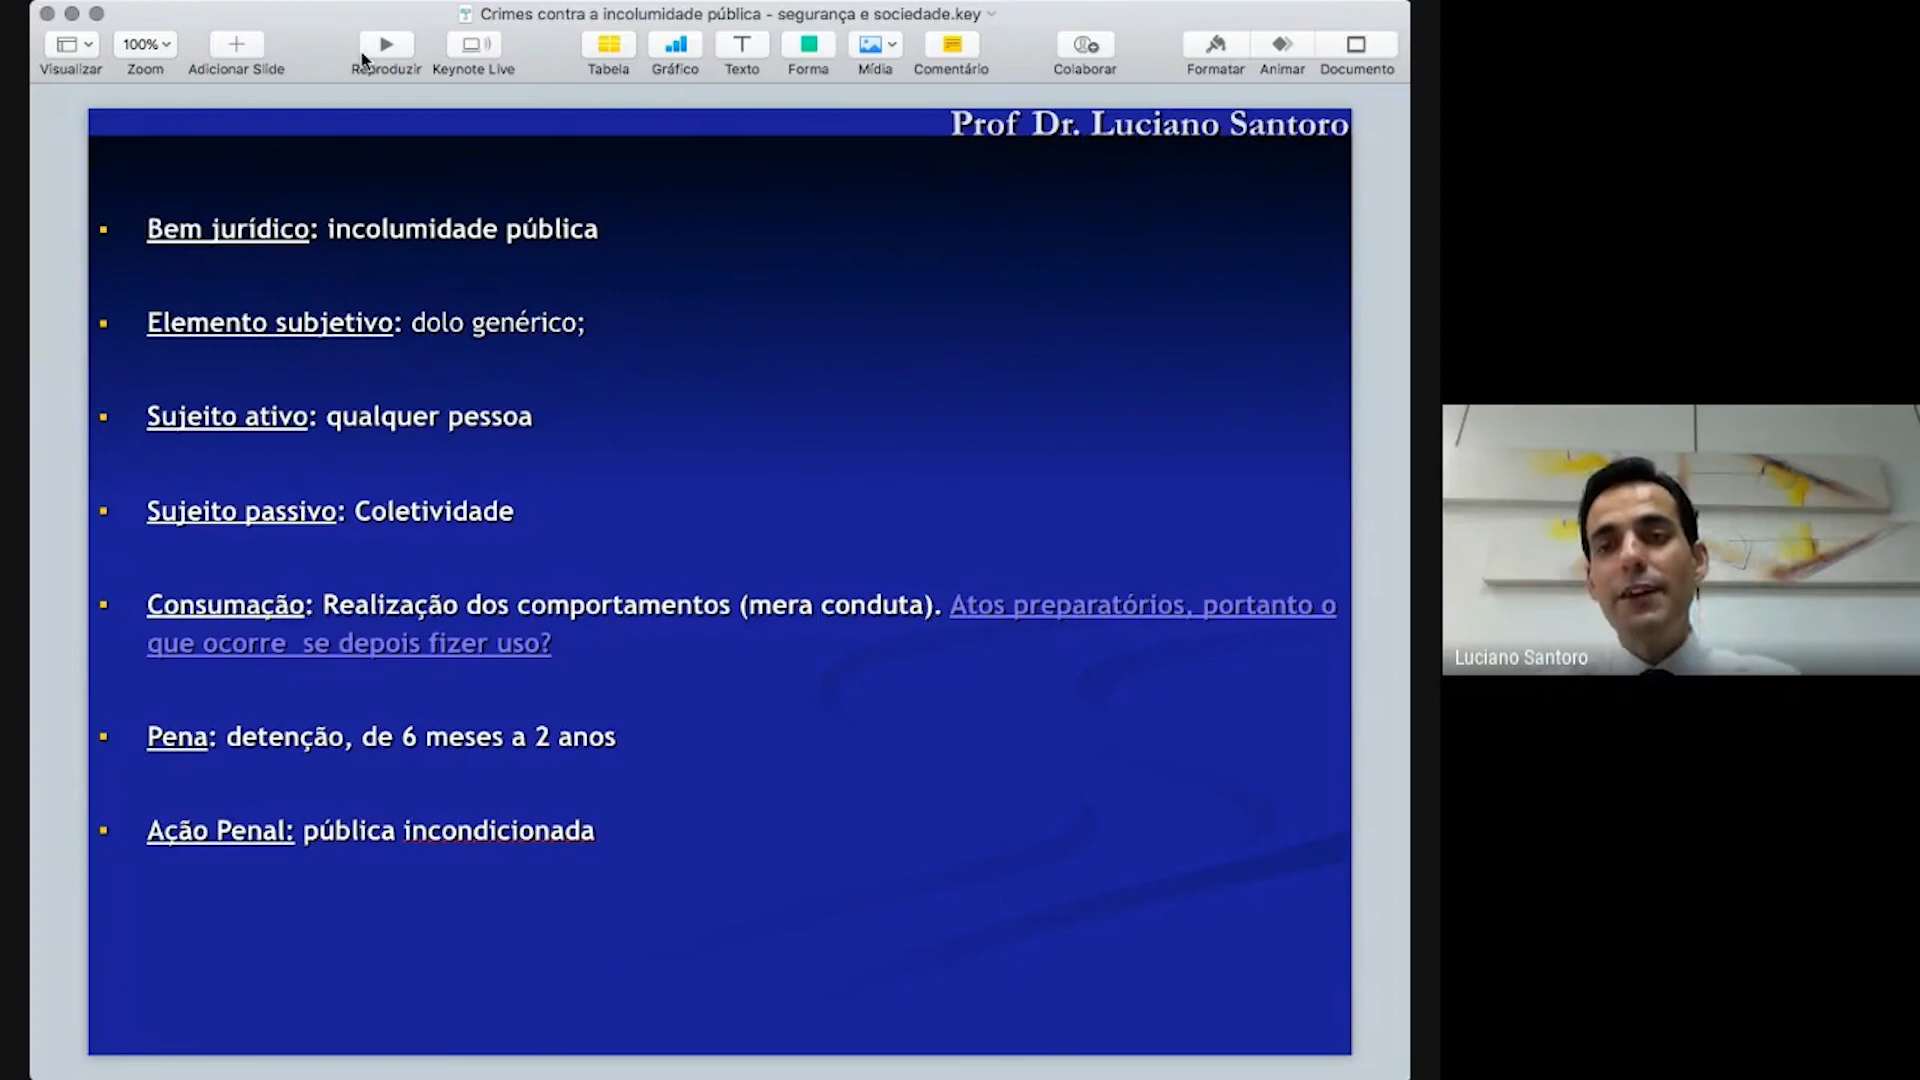 Crimes contra a incolumidade pública - segurança e sociedade.key
100%
Visualizar Zoom Adicionar Slide Reproduzir Keynote Live Tabela Gráfico Texto Forma Mídia Comentário Colaborar Formatar Animar Documento
Prof Dr. Luciano Santoro
Bem jurídico: incolumidade pública
Elemento subjetivo: dolo genérico;
Sujeito ativo: qualquer pessoa
Sujeito passivo: Coletividade
Consumação: Realização dos comportamentos (mera conduta). Atos preparatórios, portanto o
que ocorre se depois fizer uso?
Pena: detenção, de 6 meses a 2 anos
Ação Penal: pública incondicionada
Luciano Santoro